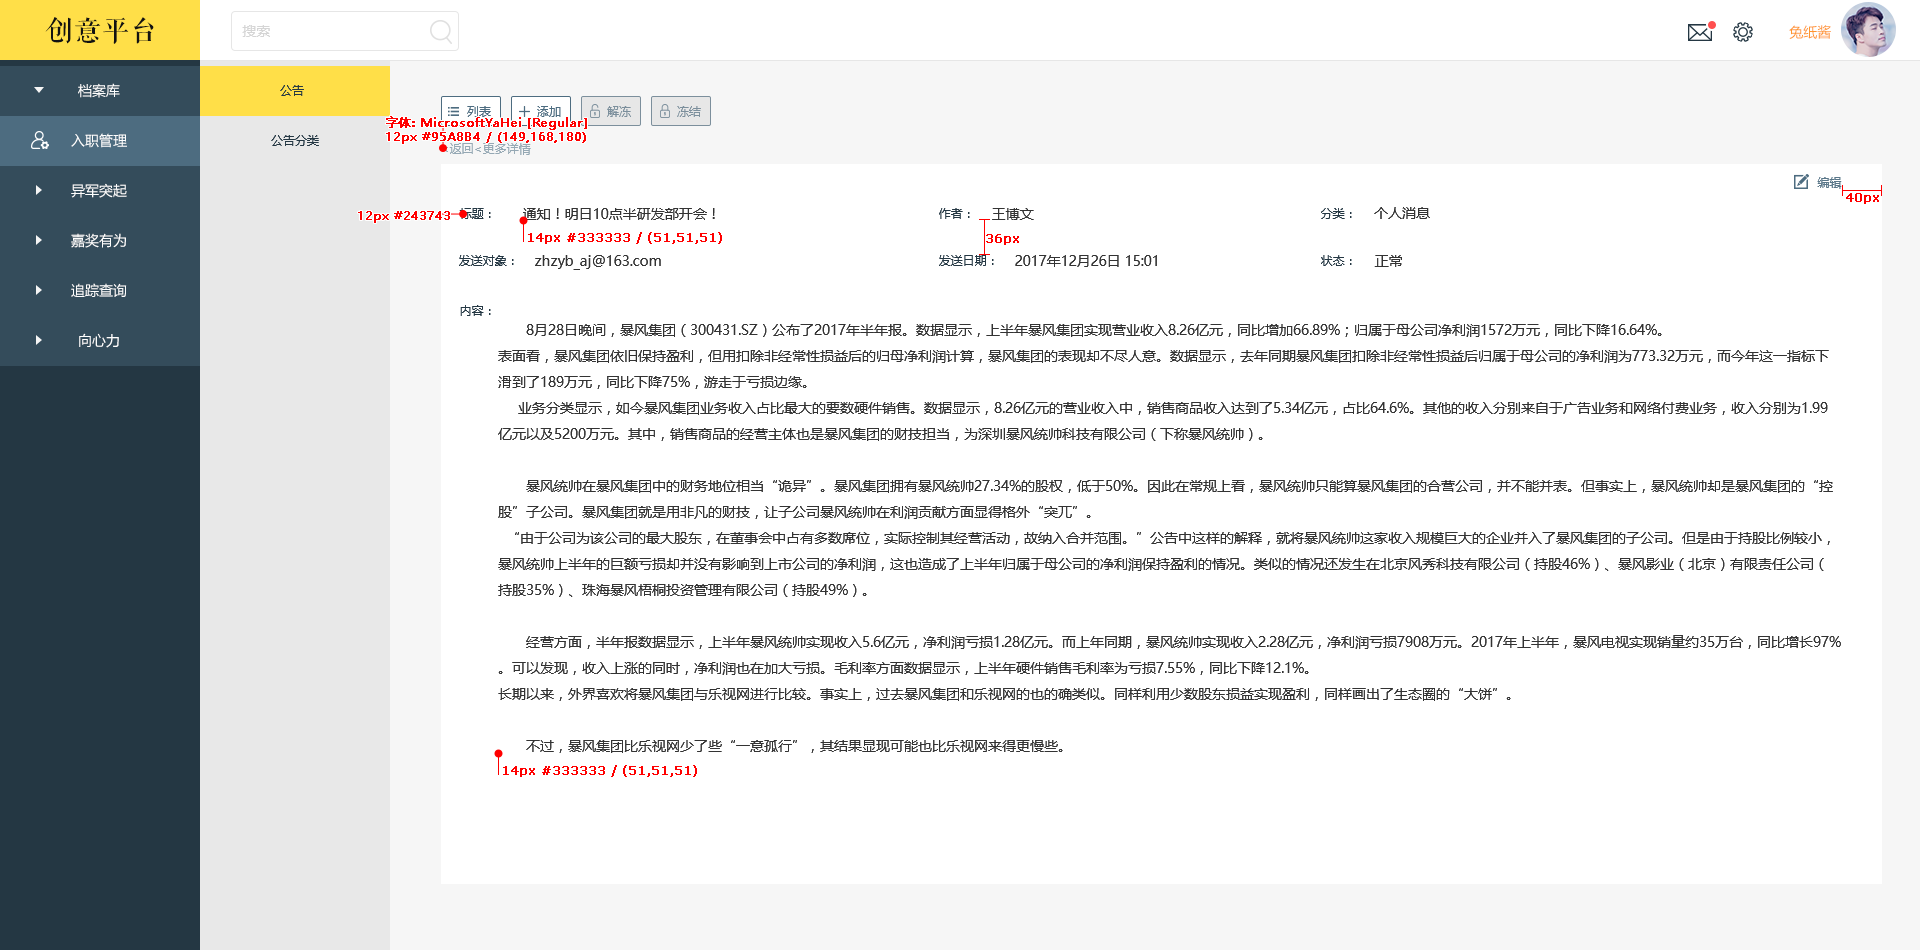 创意平台
搜索
兔纸酱
档案库
入职管理
异军突起
嘉奖有为
追踪查询
向心力
公告
公告分类
列表
添加
解冻
冻结
字体: MicrosoftYaHei [Regular]
12px #95A8B4 / (149,168,180)
返回<更多详情
编辑
40px
12px #243743
标题：
通知！明日10点半研发部开会！
作者：
王博文
分类：
个人消息
14px #333333 / (51,51,51)
36px
发送对象：
zhzyb_aj@163.com
发送日期：
2017年12月26日 15:01
状态：
正常
内容：
8月28日晚间，暴风集团（300431.SZ）公布了2017年半年报。数据显示，上半年暴风集团实现营业收入8.26亿元，同比增加66.89%；归属于母公司净利润1572万元，同比下降16.64%。
表面看，暴风集团依旧保持盈利，但用扣除非经常性损益后的归母净利润计算，暴风集团的表现却不尽人意。数据显示，去年同期暴风集团扣除非经常性损益后归属于母公司的净利润为773.32万元，而今年这一指标下
滑到了189万元，同比下降75%，游走于亏损边缘。
业务分类显示，如今暴风集团业务收入占比最大的要数硬件销售。数据显示，8.26亿元的营业收入中，销售商品收入达到了5.34亿元，占比64.6%。其他的收入分别来自于广告业务和网络付费业务，收入分别为1.99
亿元以及5200万元。其中，销售商品的经营主体也是暴风集团的财技担当，为深圳暴风统帅科技有限公司（下称暴风统帅）。
暴风统帅在暴风集团中的财务地位相当“诡异”。暴风集团拥有暴风统帅27.34%的股权，低于50%。因此在常规上看，暴风统帅只能算暴风集团的合营公司，并不能并表。但事实上，暴风统帅却是暴风集团的“控
股”子公司。暴风集团就是用非凡的财技，让子公司暴风统帅在利润贡献方面显得格外“突兀”。
“由于公司为该公司的最大股东，在董事会中占有多数席位，实际控制其经营活动，故纳入合并范围。”公告中这样的解释，就将暴风统帅这家收入规模巨大的企业并入了暴风集团的子公司。但是由于持股比例较小，
暴风统帅上半年的巨额亏损却并没有影响到上市公司的净利润，这也造成了上半年归属于母公司的净利润保持盈利的情况。类似的情况还发生在北京风秀科技有限公司（持股46%）、暴风影业（北京）有限责任公司（
持股35%）、珠海暴风梧桐投资管理有限公司（持股49%）。
经营方面，半年报数据显示，上半年暴风统帅实现收入5.6亿元，净利润亏损1.28亿元。而上年同期，暴风统帅实现收入2.28亿元，净利润亏损7908万元。2017年上半年，暴风电视实现销量约35万台，同比增长97%
。可以发现，收入上涨的同时，净利润也在加大亏损。毛利率方面数据显示，上半年硬件销售毛利率为亏损7.55%，同比下降12.1%。
长期以来，外界喜欢将暴风集团与乐视网进行比较。事实上，过去暴风集团和乐视网的也的确类似。同样利用少数股东损益实现盈利，同样画出了生态圈的“大饼”。
不过，暴风集团比乐视网少了些“一意孤行”，其结果显现可能也比乐视网来得更慢些。
14px #333333 / (51,51,51)